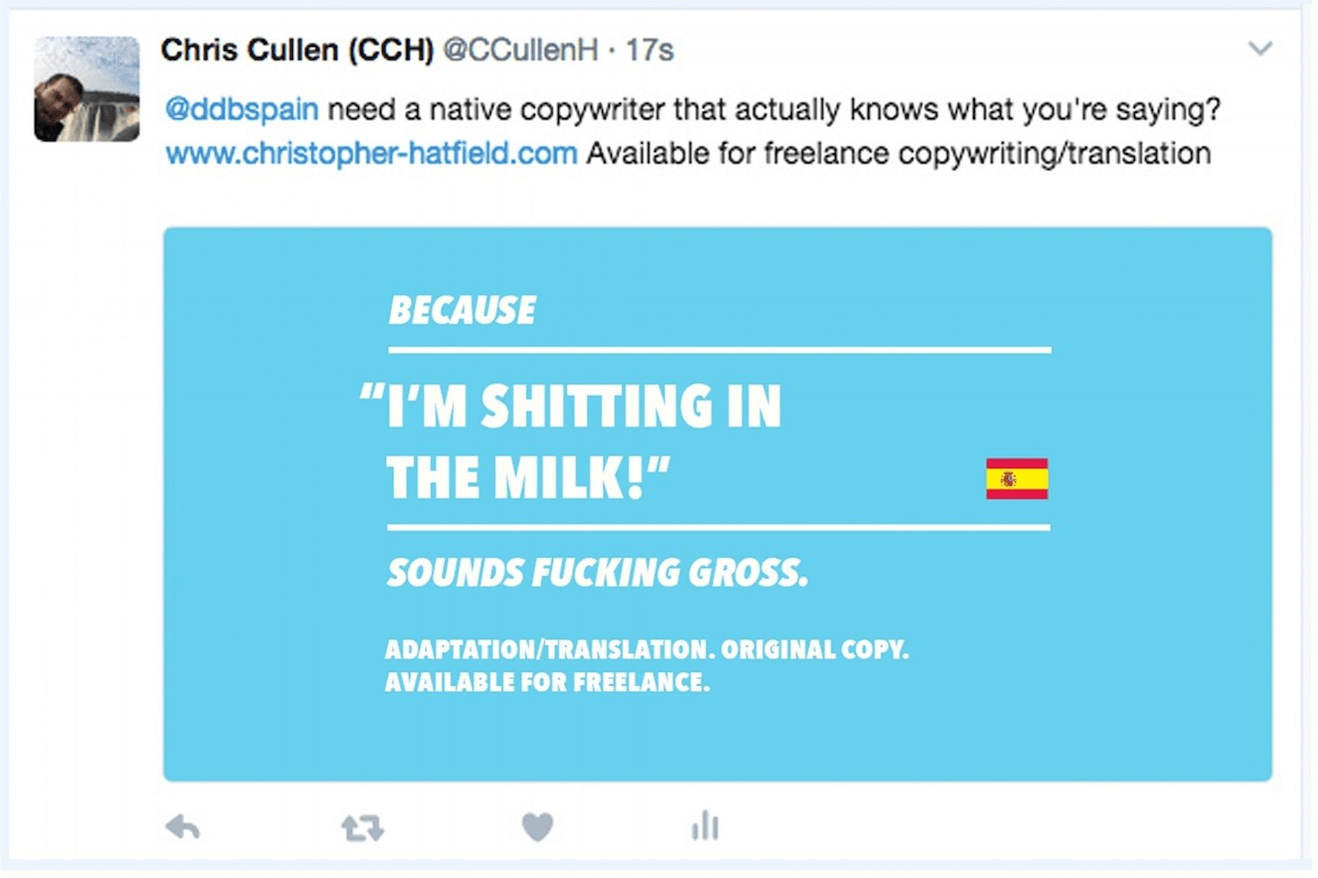 Chris Cullen (CCH) @CCullenH · 17s
@ddbspain need a native copywriter that actually knows what you're saying?
www.christopher-hatfield.com Available for freelance copywriting/translation
BECAUSE
“I’M SHITTING IN
THE MILK!”
SOUNDS FUCKING GROSS.
ADAPTATION/TRANSLATION. ORIGINAL COPY.
AVAILABLE FOR FREELANCE.